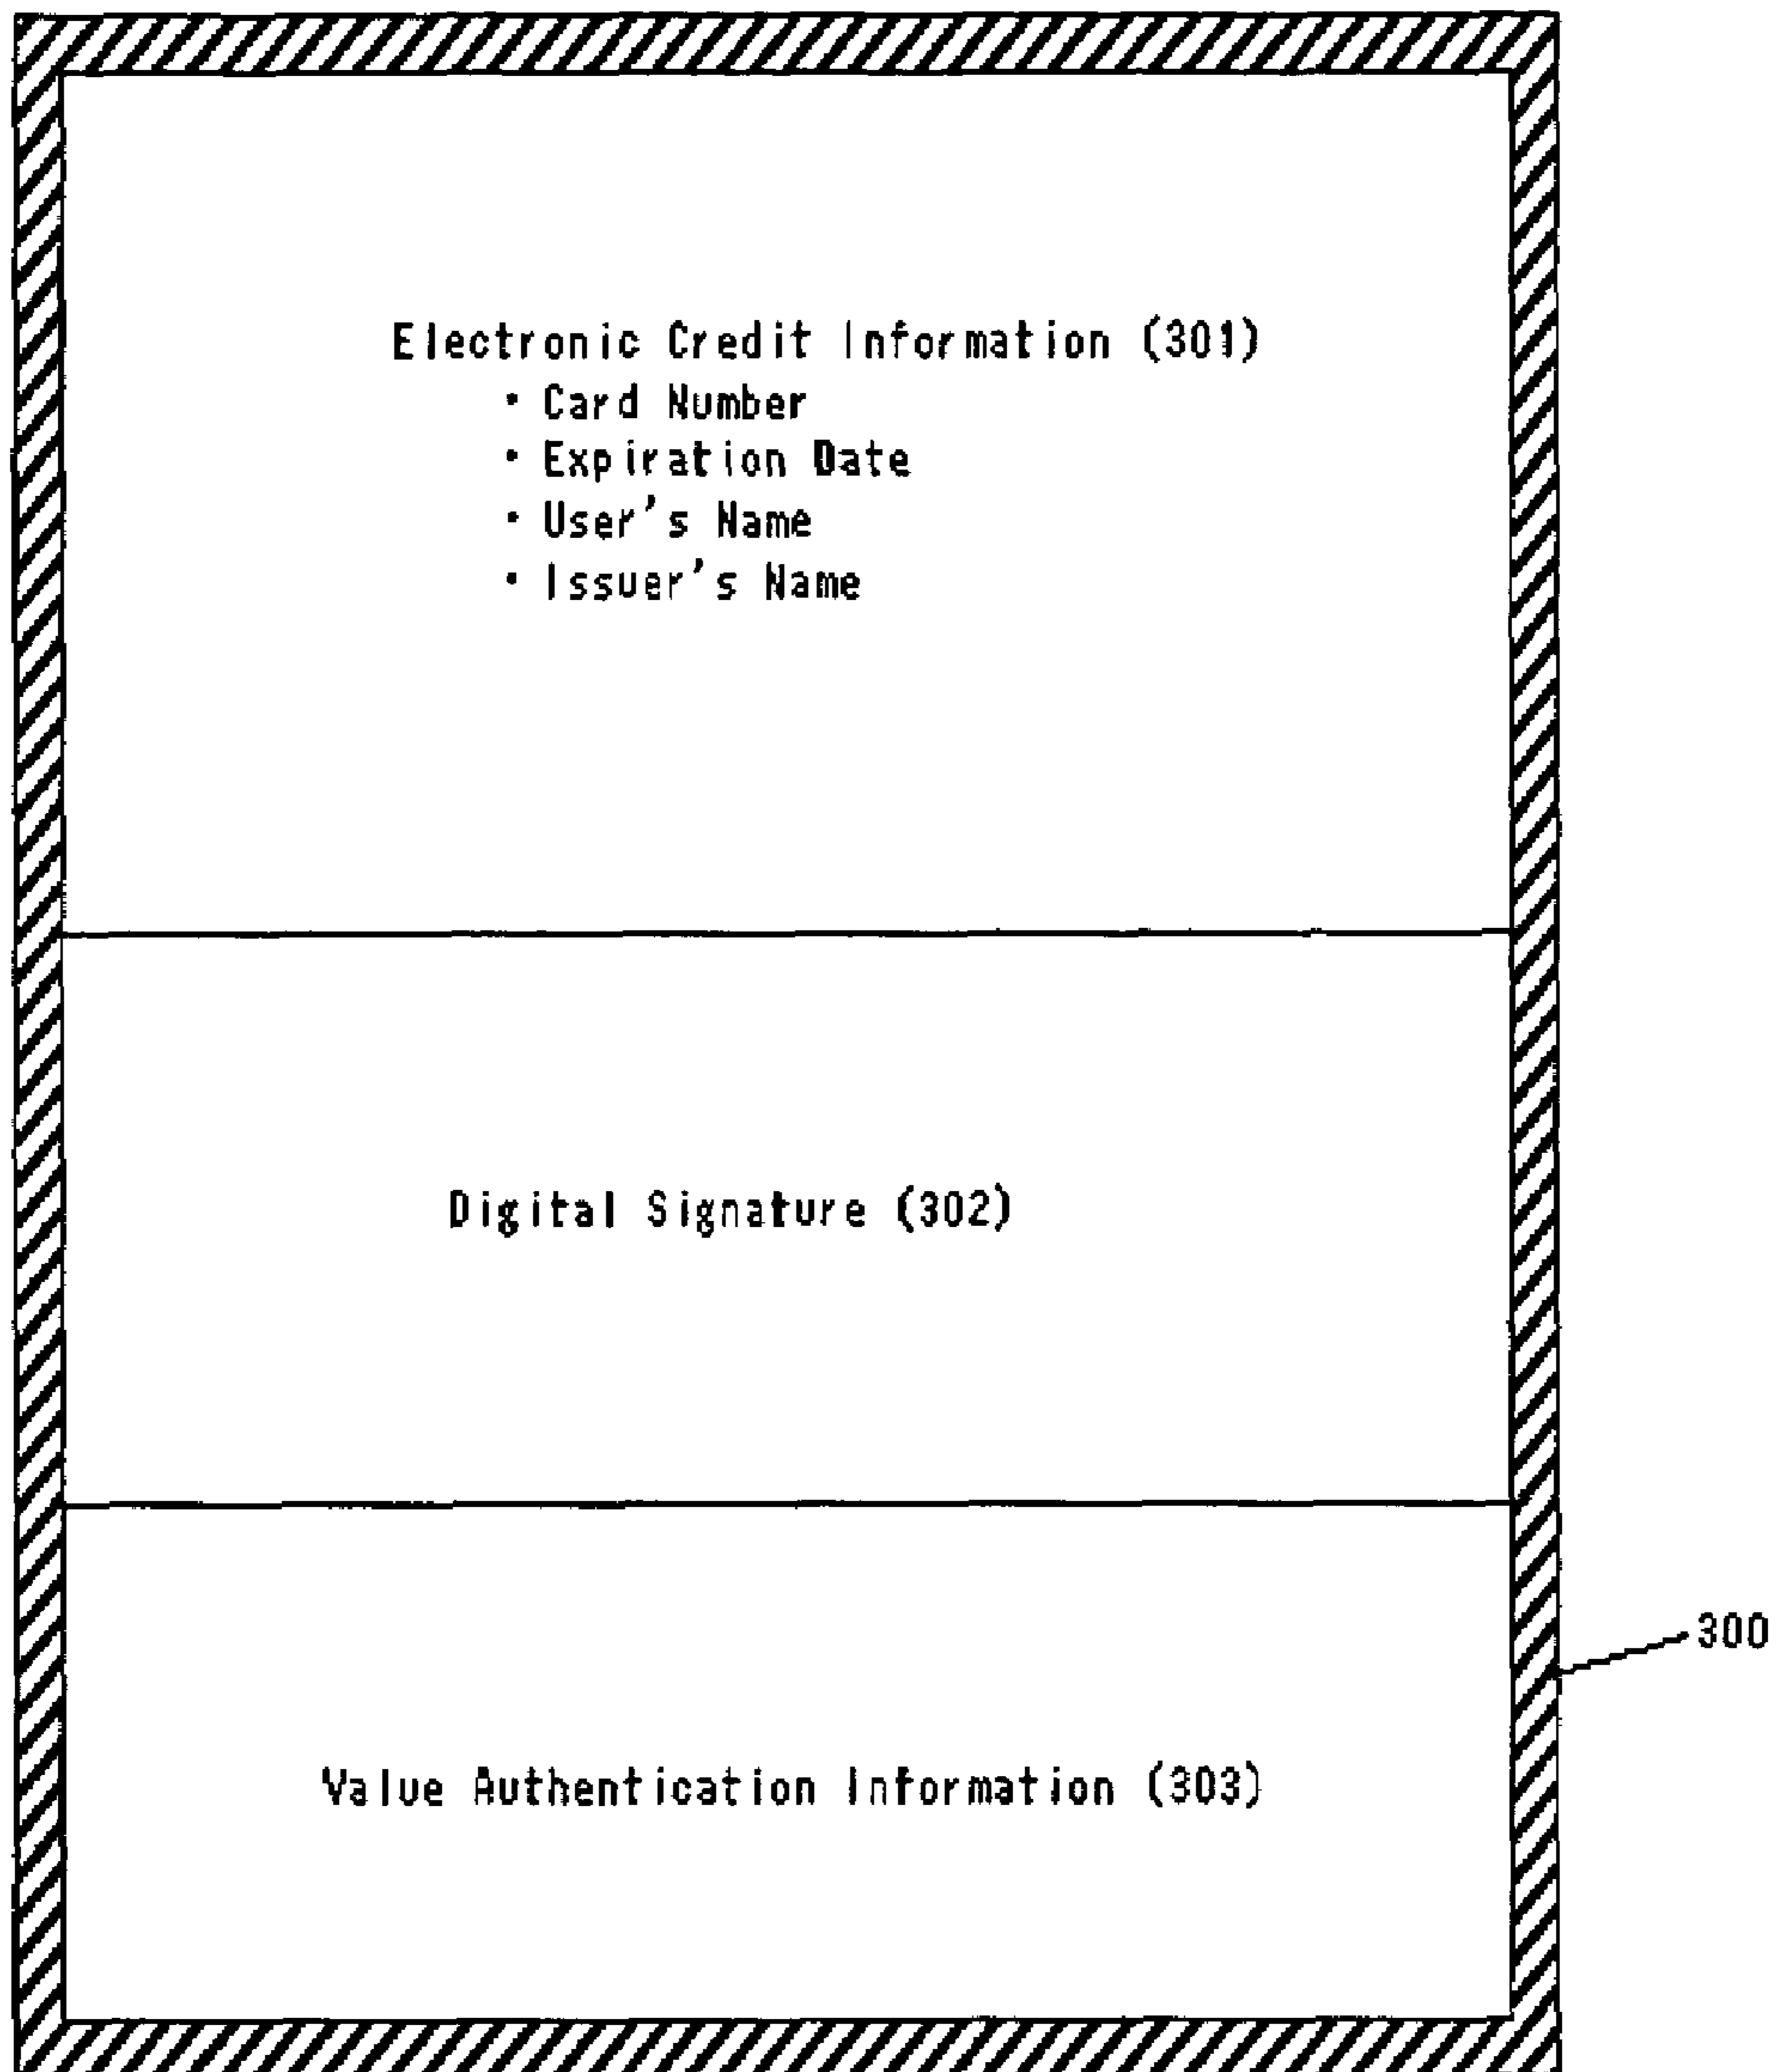 Electronic Credit Information (301)
・Card Number
・Expiration Date
・User's Name
・Issuer's Name
Digital Signature (302)
300
Value Authentication Information (303)